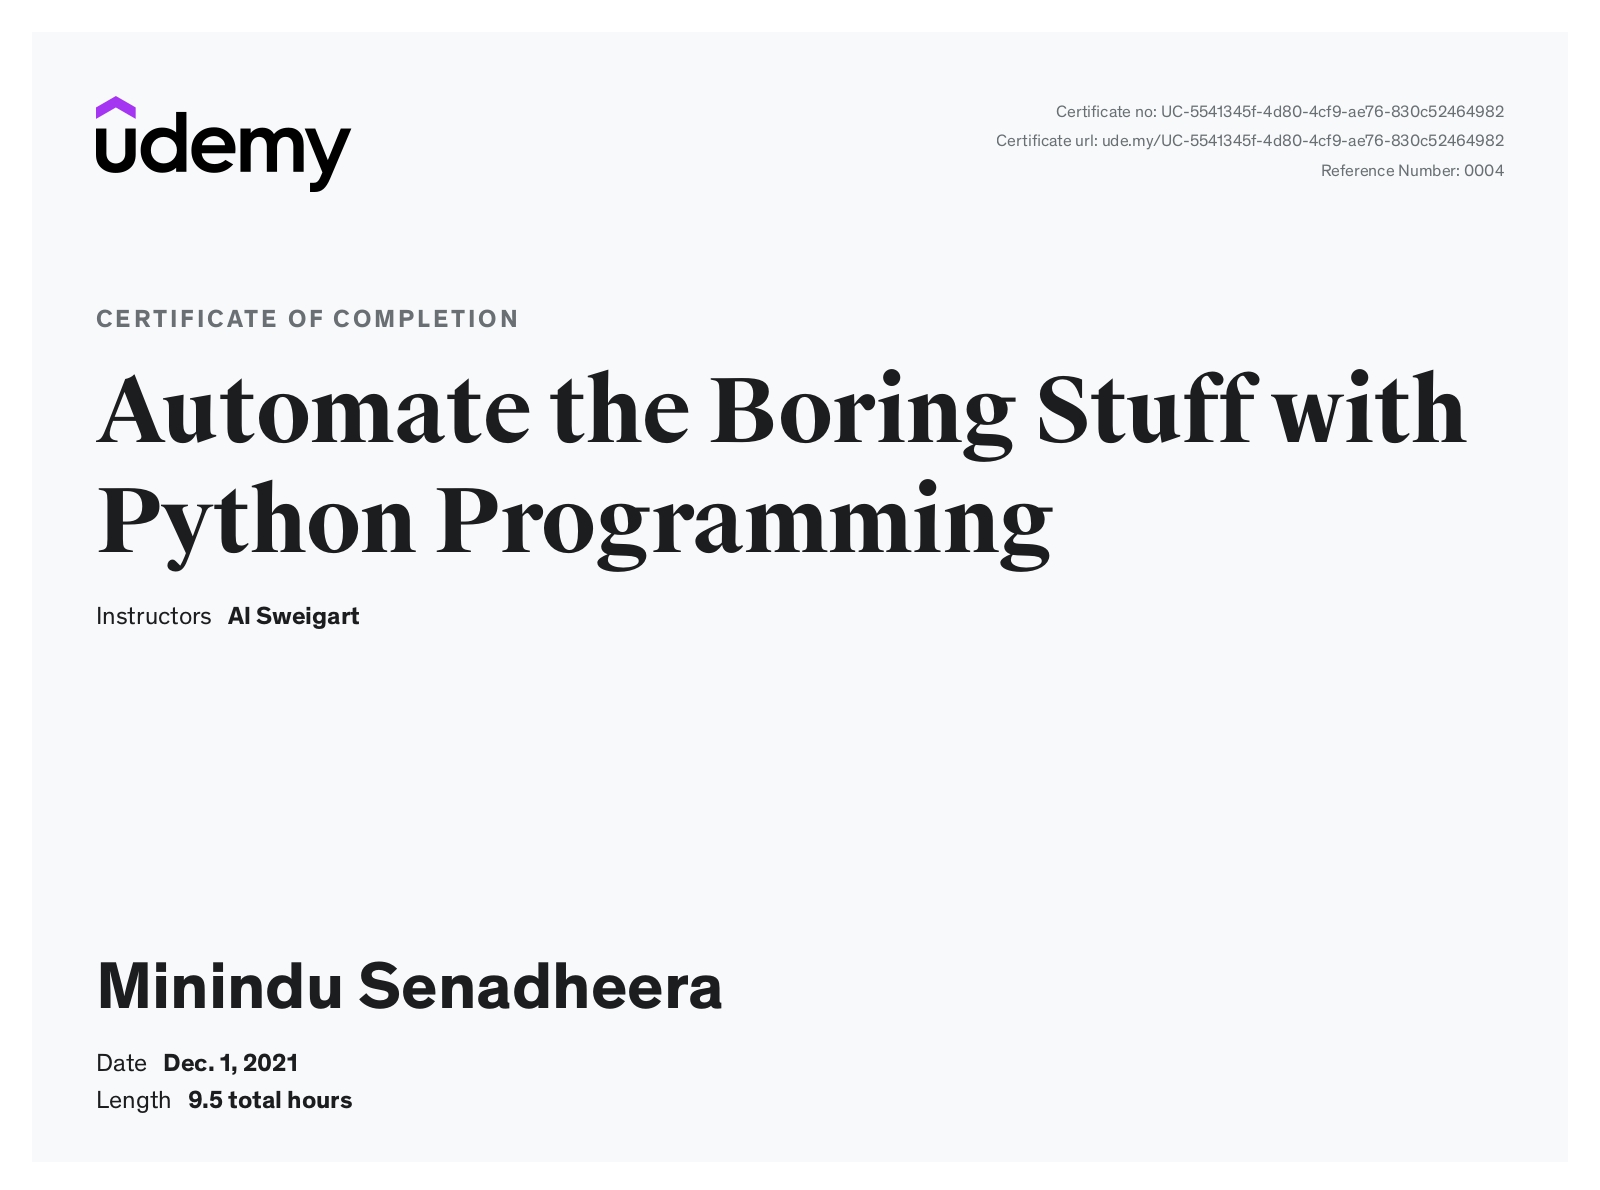 udemy
Certificate no: UC-5541345f-4d80-4cf9-ae76-830c52464982
Certificate url: ude.my/UC-5541345f-4d80-4cf9-ae76-830c52464982
Reference Number: 0004
CERTIFICATE OF COMPLETION
Automate the Boring Stuff with
Python Programming
Instructors Al Sweigart
Minindu Senadheera
Date Dec. 1, 2021
Length 9.5 total hours